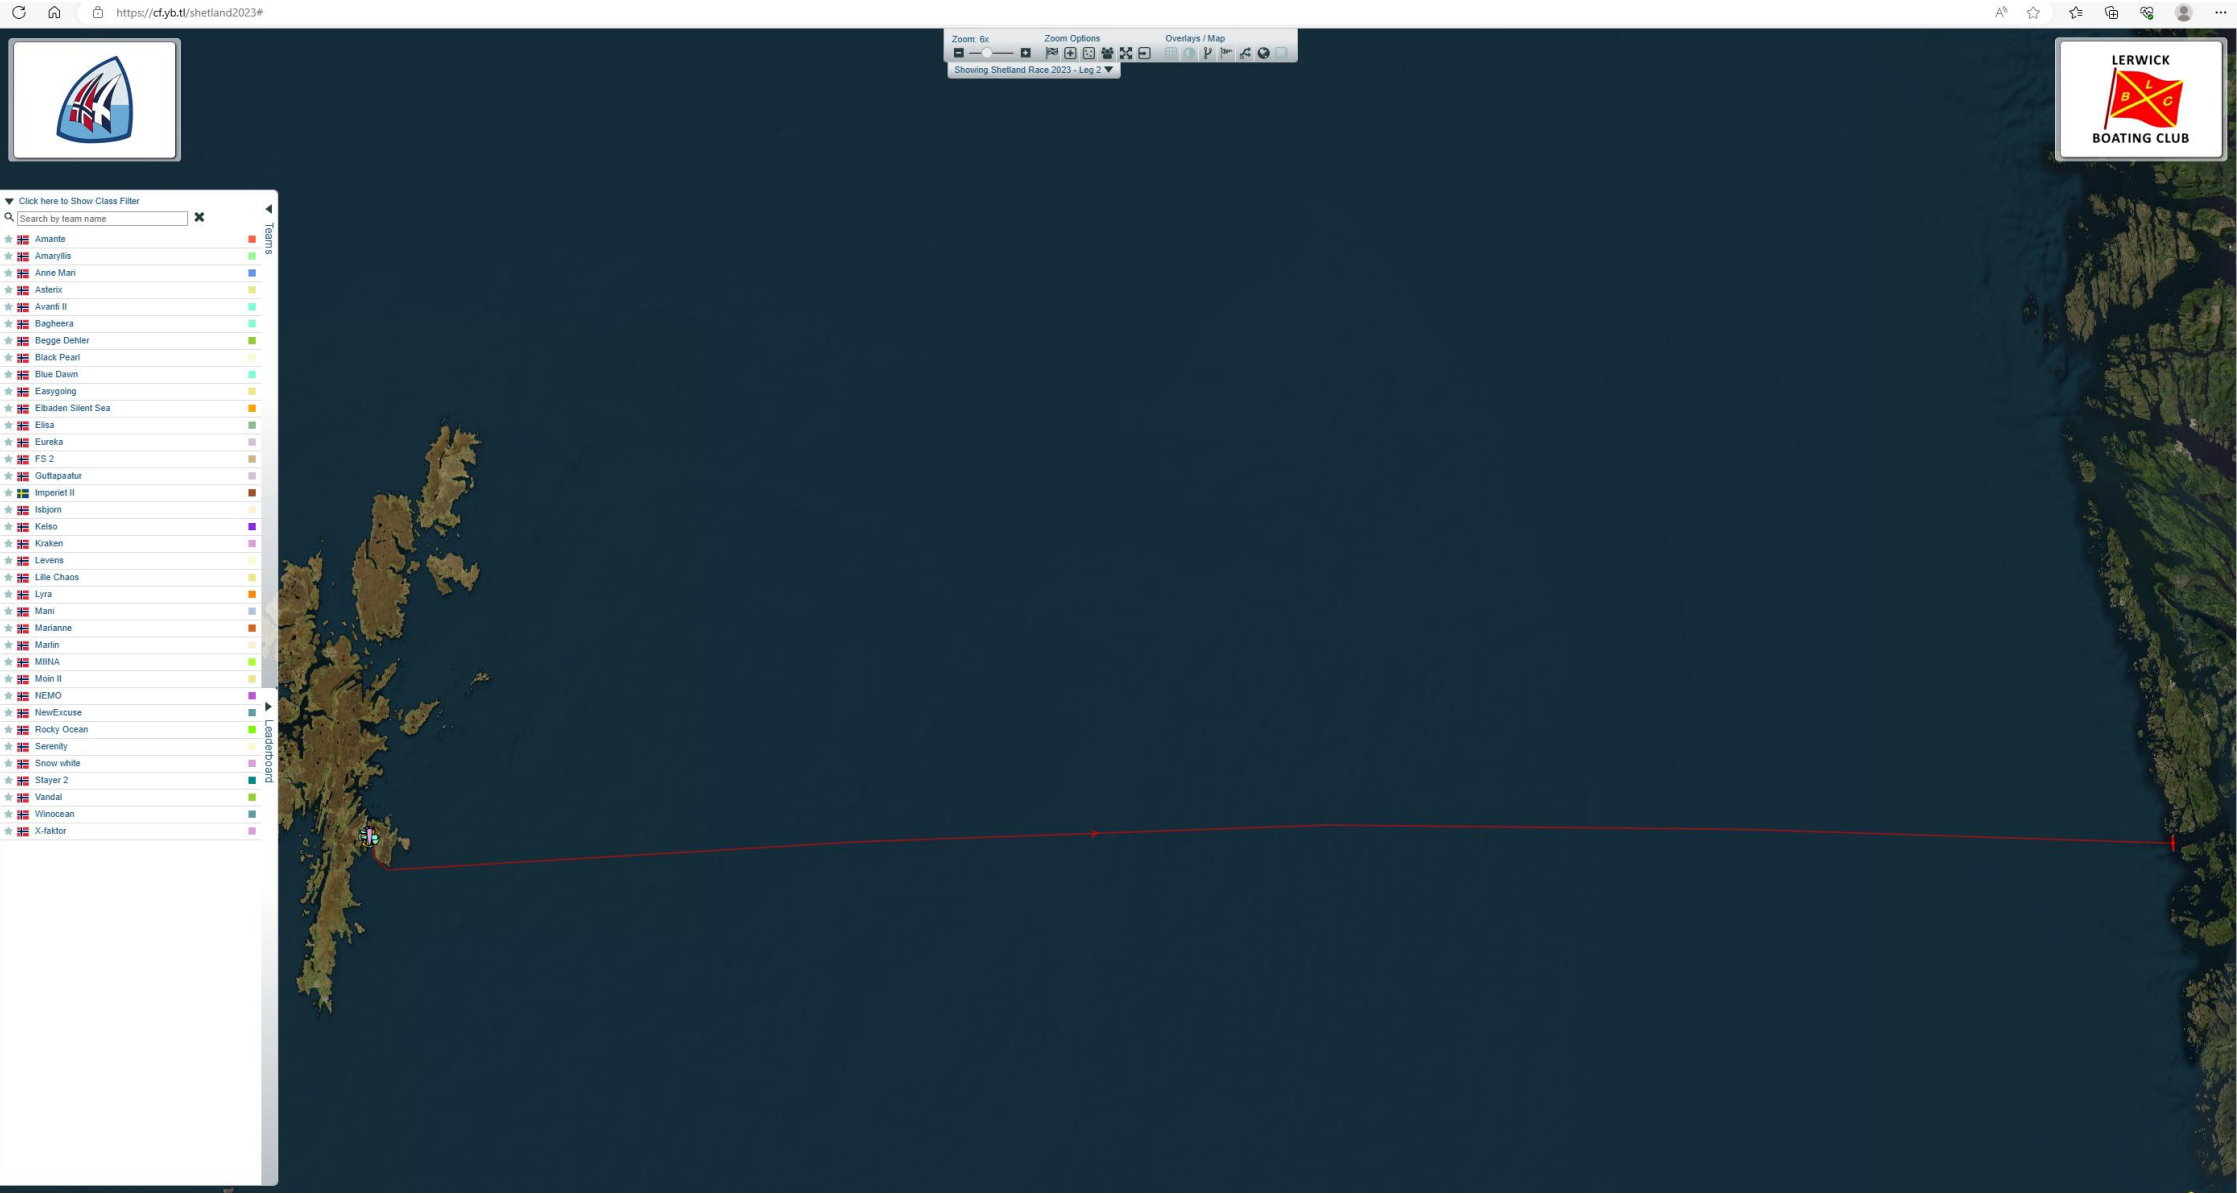 https://cf.yb.tl/shetland2023#
Zoom: 6x
Zoom Options
Overlays / Map
Showing Shetland Race 2023 - Leg 2
LERWICK
B L C
BOATING CLUB
Click here to Show Class Filter
Search by team name
Teams
Amante
Amaryllis
Anne Mari
Asterix
Avanti II
Bagheera
Begge Dehler
Black Pearl
Blue Dawn
Easygoing
Elbaden Silent Sea
Elisa
Eureka
FS 2
Guttapaatur
Imperiet II
Isbjorn
Kelso
Kraken
Levens
Lille Chaos
Lyra
Mani
Marianne
Marlin
MIINA
Moin II
NEMO
NewExcuse
Rocky Ocean
Serenity
Snow white
Stayer 2
Vandal
Winocean
X-faktor
Leaderboard